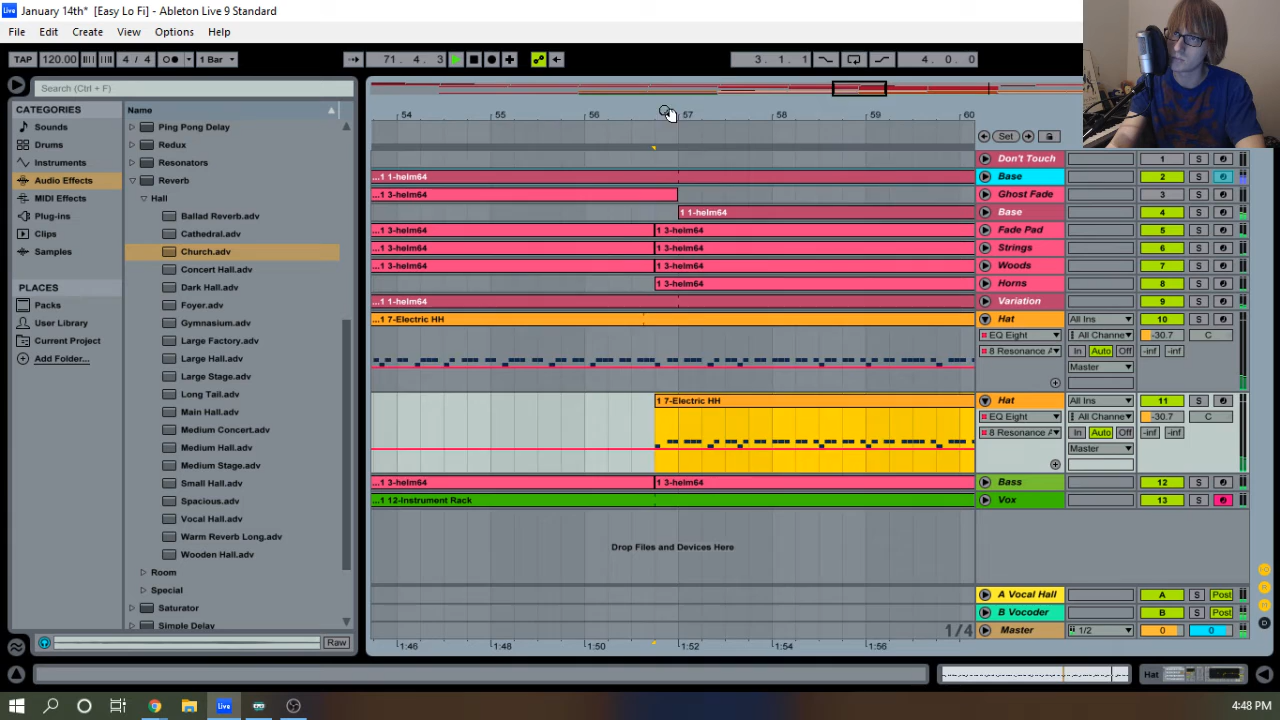 January 14th* [Easy Lo Fi] - Ableton Live 9 Standard
File Edit Create View Options Help
TAP 120.00 4 / 4 1 Bar 71. 4. 3 3. 1. 1 4. 0. 0
Search (Ctrl + F)
CATEGORIES
Sounds
Drums
Instruments
Audio Effects
MIDI Effects
Plug-ins
Clips
Samples
PLACES
Packs
User Library
Current Project
Add Folder...
Name
Ping Pong Delay
Redux
Resonators
Reverb
Hall
Ballad Reverb.adv
Cathedral.adv
Church.adv
Concert Hall.adv
Dark Hall.adv
Foyer.adv
Gymnasium.adv
Large Factory.adv
Large Hall.adv
Large Stage.adv
Long Tail.adv
Main Hall.adv
Medium Concert.adv
Medium Hall.adv
Medium Stage.adv
Small Hall.adv
Spacious.adv
Vocal Hall.adv
Warm Reverb Long.adv
Wooden Hall.adv
Room
Special
Saturator
Simple Delay
Raw
54 55 56 57 58 59 60
Set
Don't Touch 1 S
...1 1-helm64 Base 2 S
...1 3-helm64 Ghost Fade 3 S
1 1-helm64 Base 4 S
...1 3-helm64 1 3-helm64 Fade Pad 5 S
...1 3-helm64 1 3-helm64 Strings 6 S
...1 3-helm64 1 3-helm64 Woods 7 S
1 3-helm64 Horns 8 S
...1 1-helm64 Variation 9 S
...1 7-Electric HH Hat All Ins 10 S
EQ Eight All Channe -30.7 C
8 Resonance A In Auto Off -inf -inf
Master
1 7-Electric HH Hat All Ins 11 S
EQ Eight All Channe -30.7 C
8 Resonance A In Auto Off -inf -inf
Master
...1 3-helm64 1 3-helm64 Bass 12 S
...1 12-Instrument Rack Vox 13 S
Drop Files and Devices Here
A Vocal Hall A S Post
B Vocoder B S Post
1/4 Master 1/2 0 0
1:46 1:48 1:50 1:52 1:54 1:56
Hat
Live
4:48 PM